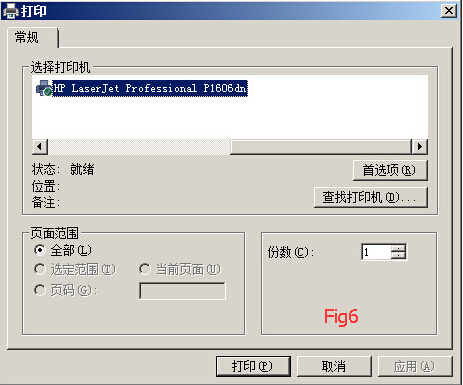 打印
常规
选择打印机
HP LaserJet Professional P1606dn
状态: 就绪
位置:
备注:
首选项(R)
查找打印机(D)...
页面范围
全部(L)
选定范围(T) 当前页面(U)
页码(G):
份数(C): 1
Fig6
打印(P) 取消 应用(A)